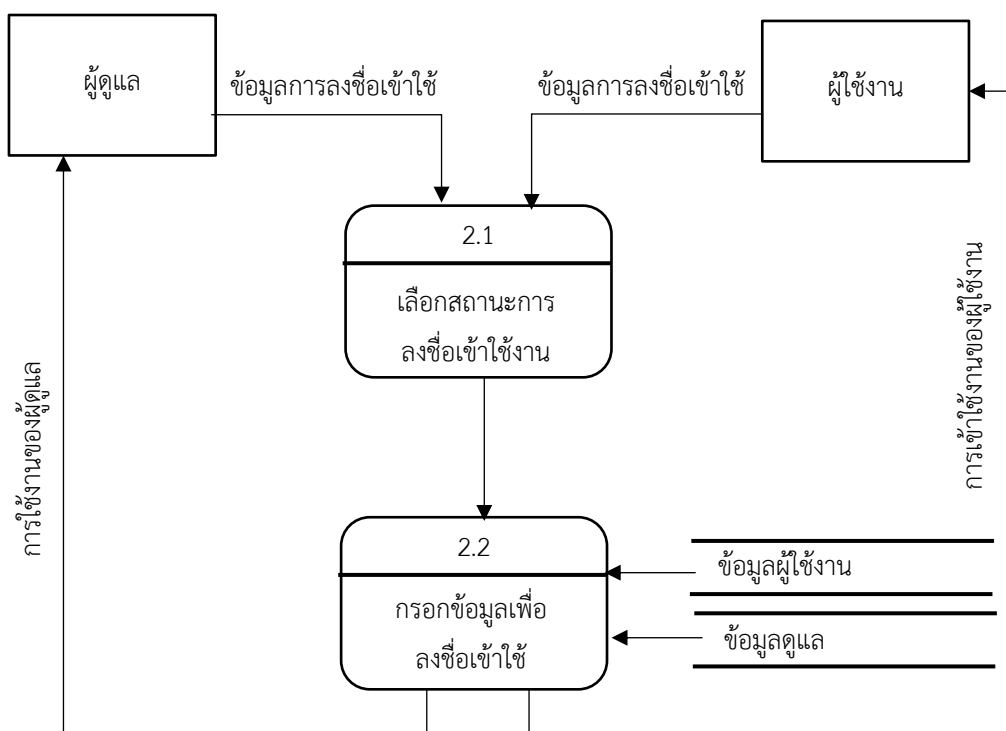 ผู้ดูแล
ข้อมูลการลงชื่อเข้าใช้
ข้อมูลการลงชื่อเข้าใช้
ผู้ใช้งาน
2.1
เลือกสถานะการ
ลงชื่อเข้าใช้งาน
การใช้งานของผู้ดูแล
การเข้าใช้งานของผู้ใช้งาน
2.2
กรอกข้อมูลเพื่อ
ลงชื่อเข้าใช้
ข้อมูลผู้ใช้งาน
ข้อมูลดูแล